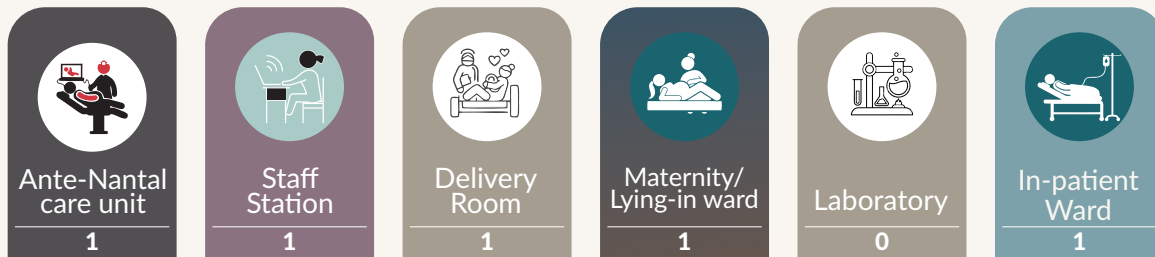 Ante-Nantal
care unit
1
Staff
Station
1
Delivery
Room
1
Maternity/
Lying-in ward
1
Laboratory
0
In-patient
Ward
1